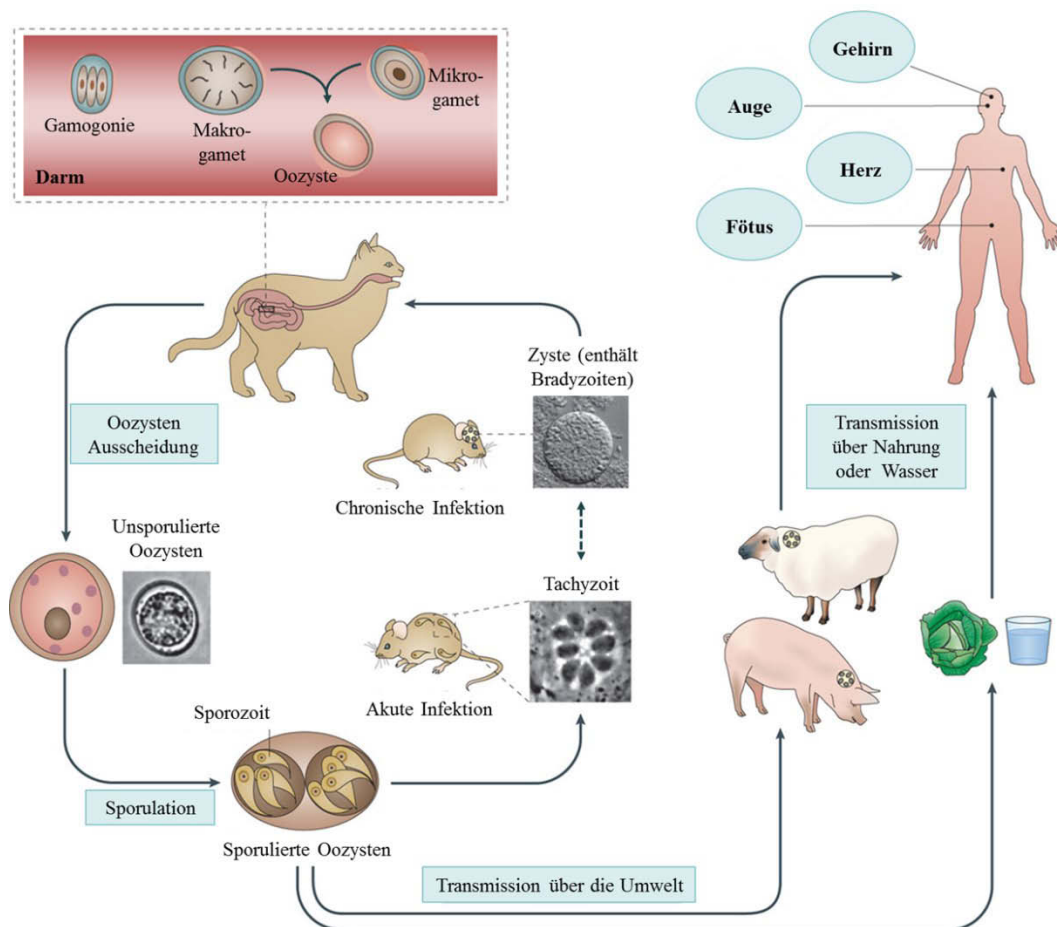 Gamogonie
Makro-
gamet
Mikro-
gamet
Oozyste
Darm
Gehirn
Auge
Herz
Fötus
Oozysten
Ausscheidung
Zyste (enthält
Bradyzoiten)
Chronische Infektion
Transmission
über Nahrung
oder Wasser
Unsporulierte
Oozysten
Tachyzoit
Akute Infektion
Sporozoit
Sporulation
Sporulierte Oozysten
Transmission über die Umwelt